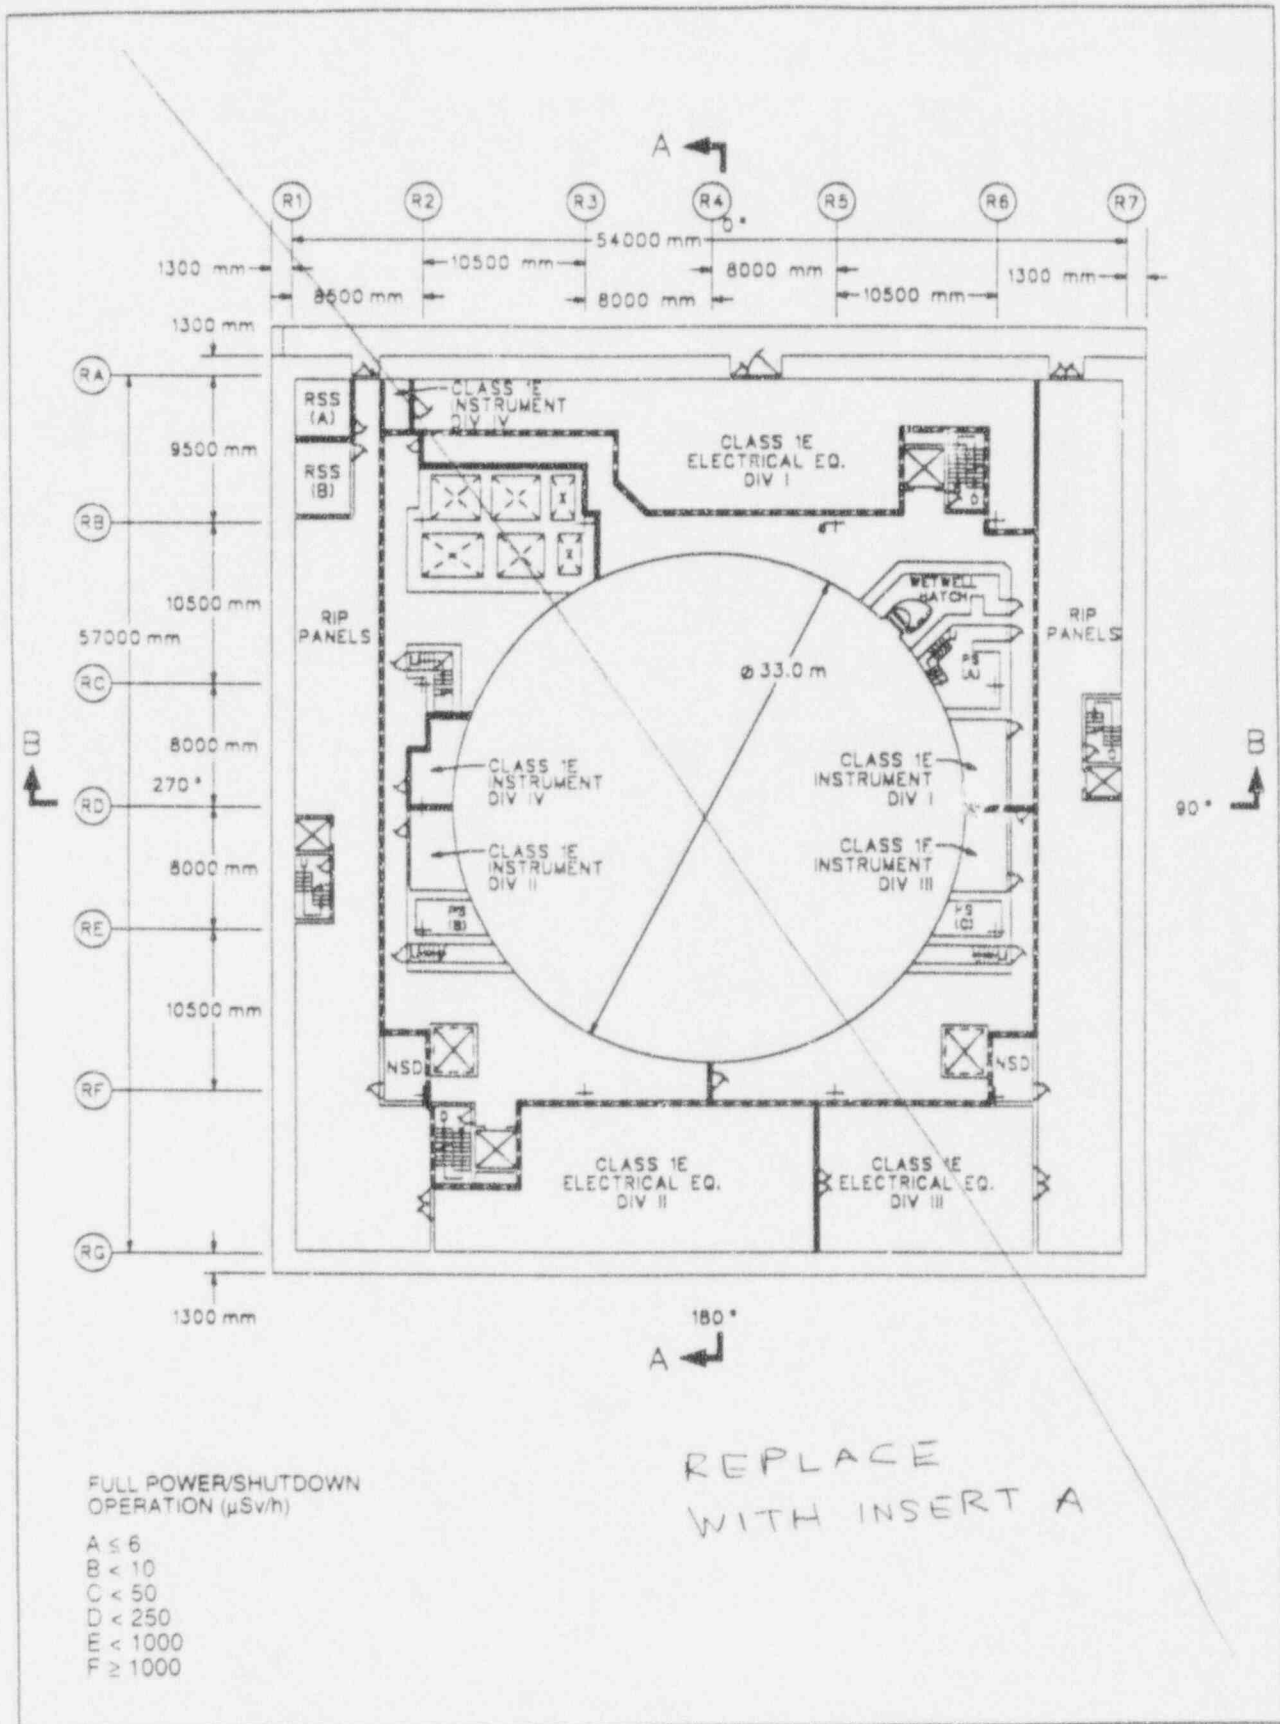 A
R1 R2 R3 R4 R5 R6 R7
0°
54000 mm
1300 mm 10500 mm 8000 mm 1300 mm
8500 mm 8000 mm 10500 mm
1300 mm
RA
9500 mm
RB
10500 mm
57000 mm
RC
8000 mm
270°
RD
8000 mm
RE
10500 mm
RF
RG
1300 mm
B
B
90°
RSS
(A)
RSS
(B)
CLASS 1E
INSTRUMENT
DIV IV
CLASS 1E
ELECTRICAL EQ.
DIV I
D
RIP
PANELS
WETWELL
HATCH
RIP
PANELS
Ø 33.0 m
PS
(A)
CLASS 1E
INSTRUMENT
DIV IV
CLASS 1E
INSTRUMENT
DIV I
CLASS 1E
INSTRUMENT
DIV II
CLASS 1E
INSTRUMENT
DIV III
PS
(B)
PS
(C)
NSD
NSD
D
CLASS 1E
ELECTRICAL EQ.
DIV II
CLASS 1E
ELECTRICAL EQ.
DIV III
180°
A
REPLACE
WITH INSERT A
FULL POWER/SHUTDOWN
OPERATION (µSv/h)
A ≤ 6
B < 10
C < 50
D < 250
E < 1000
F ≥ 1000